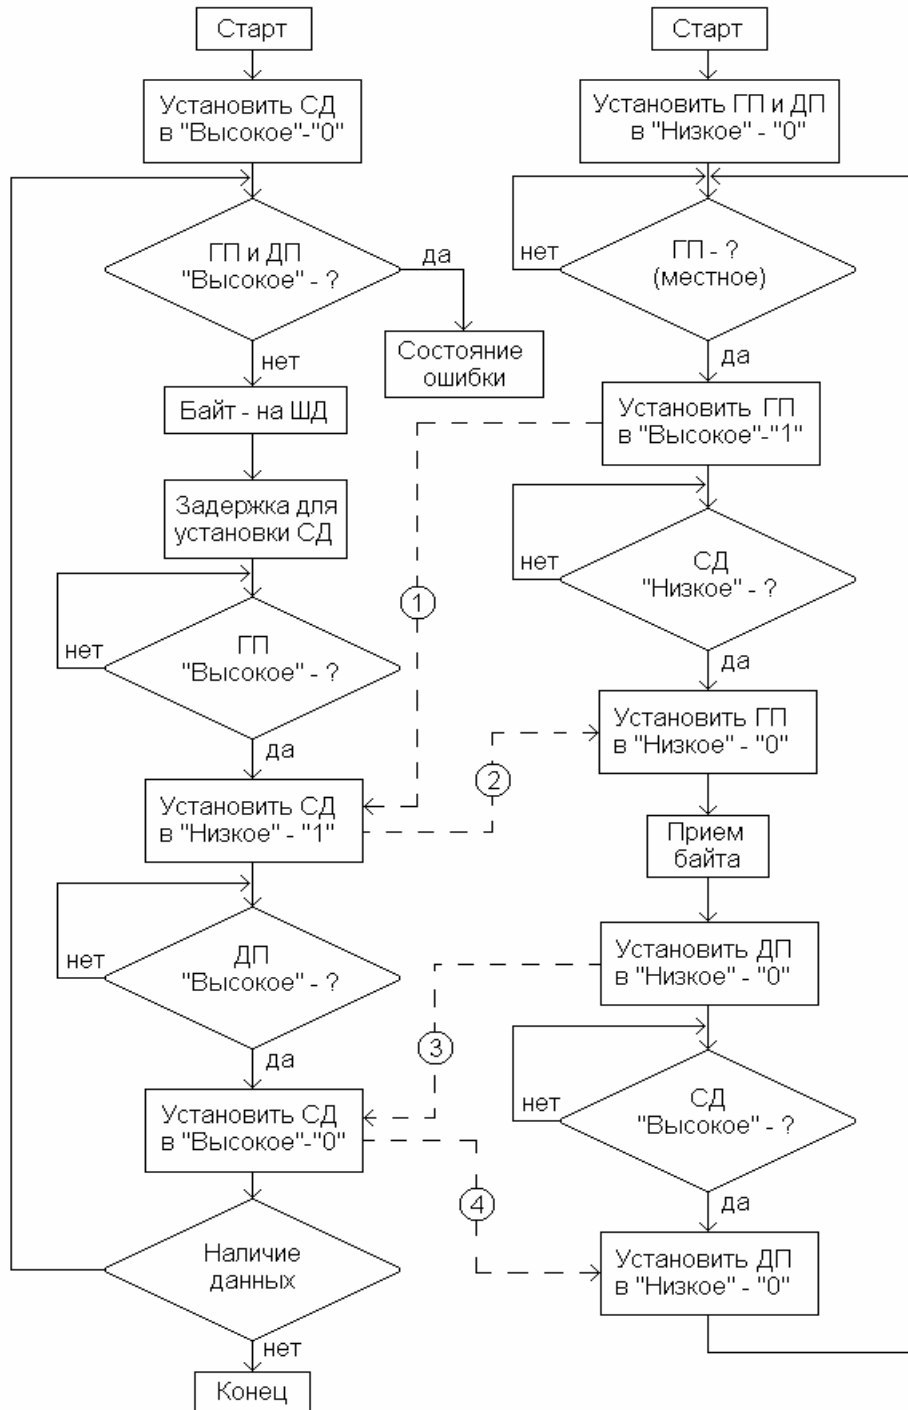 Старт
Установить СД
в "Высокое"-"0"
ГП и ДП
"Высокое" - ?
да
Состояние
ошибки
нет
Байт - на ШД
Задержка для
установки СД
ГП
"Высокое" - ?
нет
да
Установить СД
в "Низкое" - "1"
ДП
"Высокое" - ?
нет
да
Установить СД
в "Высокое"-"0"
Наличие
данных
нет
Конец
1
2
3
4
Старт
Установить ГП и ДП
в "Низкое" - "0"
ГП - ?
(местное)
нет
да
Установить ГП
в "Высокое"-"1"
СД
"Низкое" - ?
нет
да
Установить ГП
в "Низкое" - "0"
Прием
байта
Установить ДП
в "Низкое" - "0"
СД
"Высокое" - ?
нет
да
Установить ДП
в "Низкое" - "0"